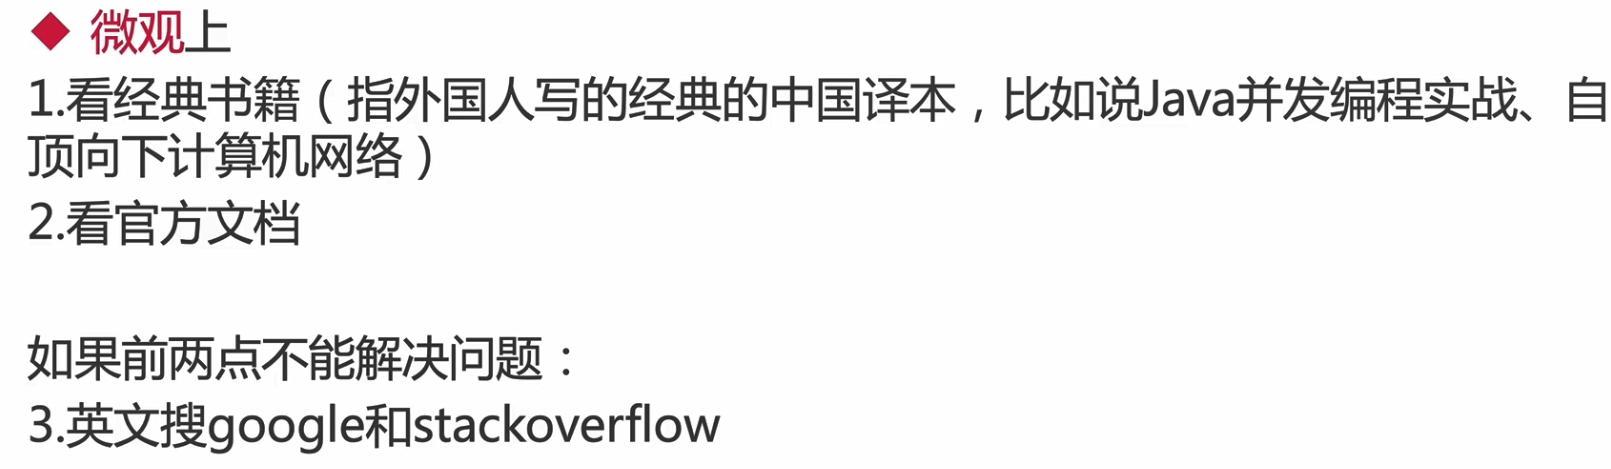 ◆ 微观上
1.看经典书籍（指外国人写的经典的中国译本，比如说Java并发编程实战、自
顶向下计算机网络）
2.看官方文档
如果前两点不能解决问题：
3.英文搜google和stackoverflow